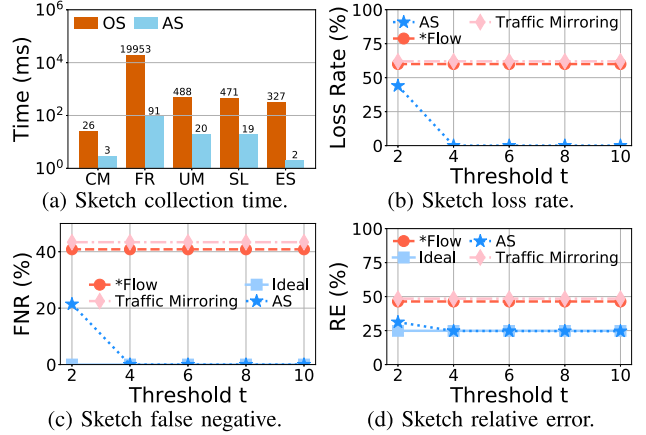 10^6
10^4
10^2
10^0
Time (ms)
OS AS
26 3 19953 91 488 20 471 19 327 2
CM FR UM SL ES
(a) Sketch collection time.
100
75
50
25
0
Loss Rate (%)
AS Traffic Mirroring
*Flow
2 4 6 8 10
Threshold t
(b) Sketch loss rate.
40
20
0
FNR (%)
*Flow Ideal
Traffic Mirroring AS
2 4 6 8 10
Threshold t
(c) Sketch false negative.
100
75
50
25
0
RE (%)
*Flow AS
Ideal Traffic Mirroring
2 4 6 8 10
Threshold t
(d) Sketch relative error.